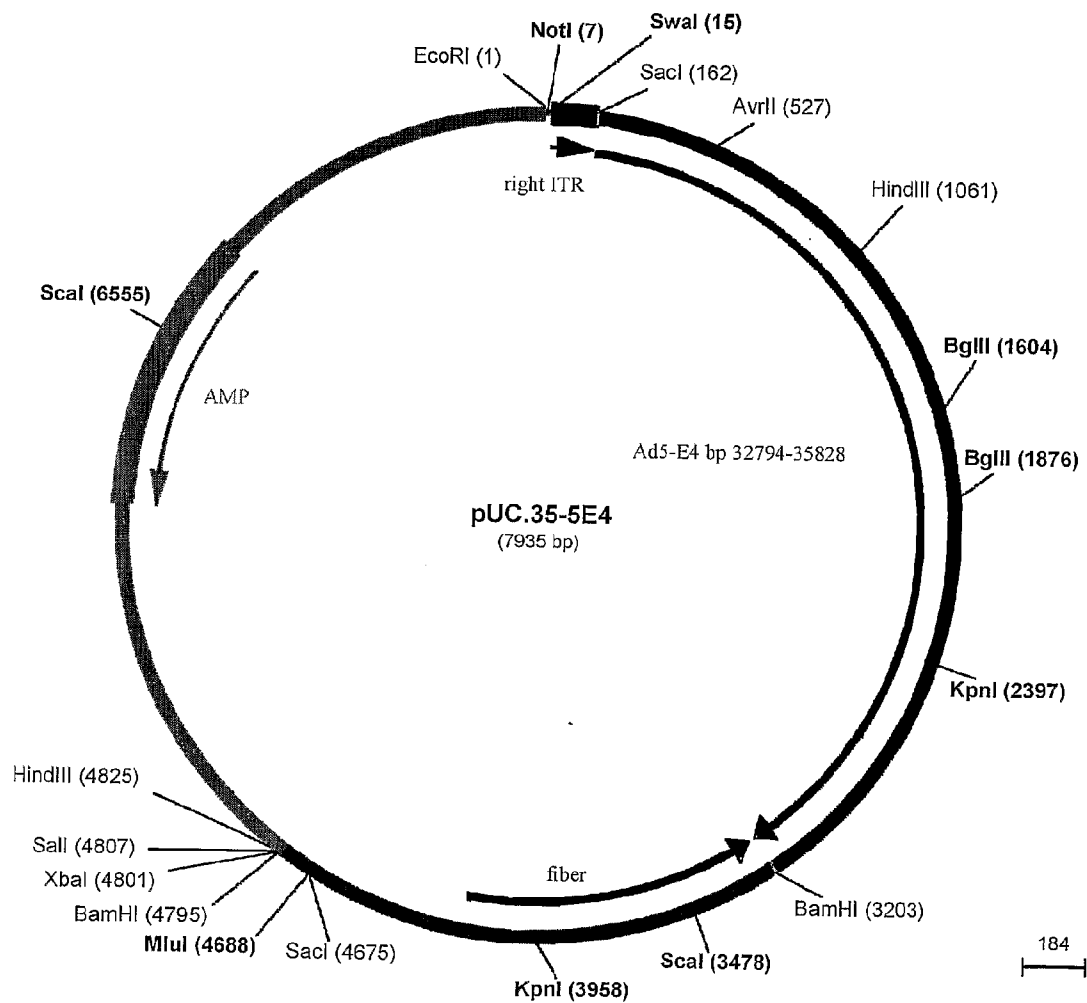 NotI (7)
SwaI (15)
EcoRI (1)
SacI (162)
AvrII (527)
right ITR
HindIII (1061)
ScaI (6555)
BglII (1604)
AMP
Ad5-E4 bp 32794-35828
BglII (1876)
pUC.35-5E4
(7935 bp)
KpnI (2397)
HindIII (4825)
SalI (4807)
fiber
XbaI (4801)
BamHI (4795)
BamHI (3203)
MluI (4688)
SacI (4675)
ScaI (3478)
184
KpnI (3958)